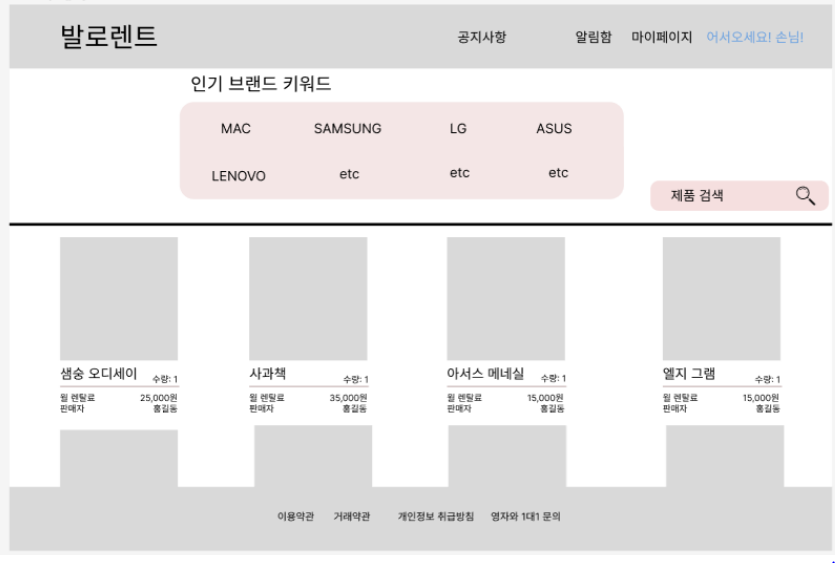 발로렌트 공지사항 알림함 마이페이지 어서오세요! 손님!
인기 브랜드 키워드
MAC SAMSUNG LG ASUS
LENOVO etc etc etc
제품 검색
샘숭 오디세이 수량: 1 사과책 수량: 1 아서스 메네실 수량: 1 엘지 그램 수량: 1
월 렌탈료 25,000원 월 렌탈료 35,000원 월 렌탈료 15,000원 월 렌탈료 15,000원
판매자 홍길동 판매자 홍길동 판매자 홍길동 판매자 홍길동
이용약관 거래약관 개인정보 취급방침 영자와 1대1 문의